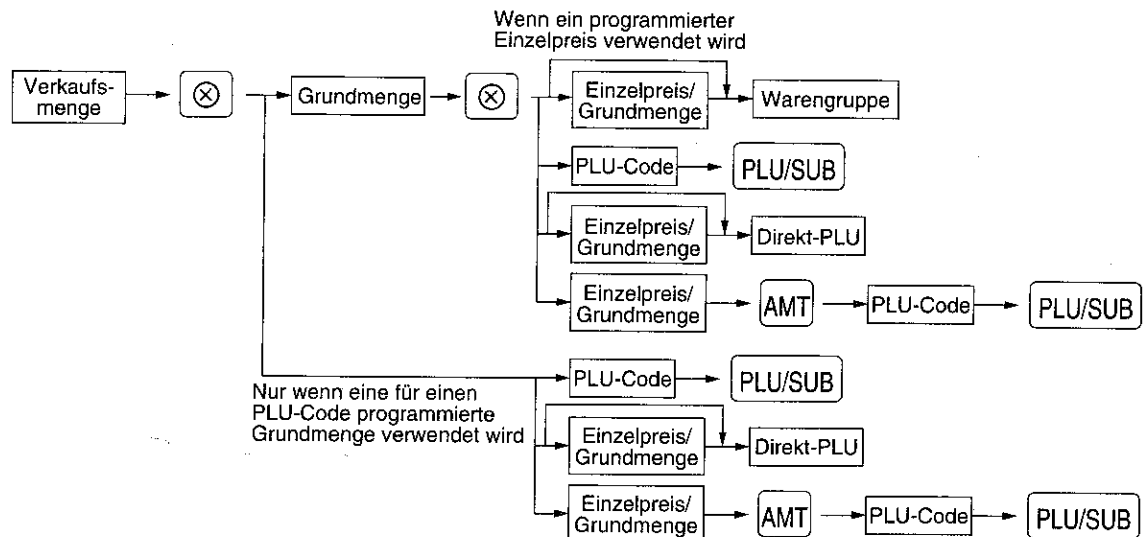 Wenn ein programmierter
Einzelpreis verwendet wird
Verkaufs-
menge
⊗
Grundmenge
⊗
Einzelpreis/
Grundmenge
Warengruppe
PLU-Code
PLU/SUB
Einzelpreis/
Grundmenge
Direkt-PLU
Einzelpreis/
Grundmenge
AMT
PLU-Code
PLU/SUB
Nur wenn eine für einen
PLU-Code programmierte
Grundmenge verwendet wird
PLU-Code
PLU/SUB
Einzelpreis/
Grundmenge
Direkt-PLU
Einzelpreis/
Grundmenge
AMT
PLU-Code
PLU/SUB